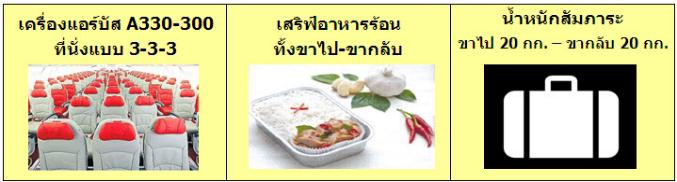 เครื่องแอร์บัส A330-300
ที่นั่งแบบ 3-3-3
เสริฟอาหารร้อน
ทั้งขาไป-ขากลับ
น้ำหนักสัมภาระ
ขาไป 20 กก. – ขากลับ 20 กก.